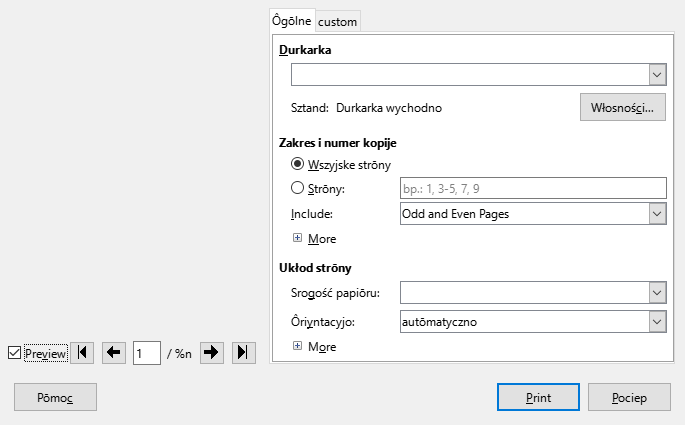 Ôgōlne custom
Durkarka
Sztand: Durkarka wychodno
Włosności...
Zakres i numer kopije
Wszyjske strōny
Strōny: bp.: 1, 3-5, 7, 9
Include: Odd and Even Pages
More
Ukłod strōny
Srogość papiōru:
Ôriyntacyjo: autōmatyczno
More
Preview 1 / %n
Pōmoc Print Pociep